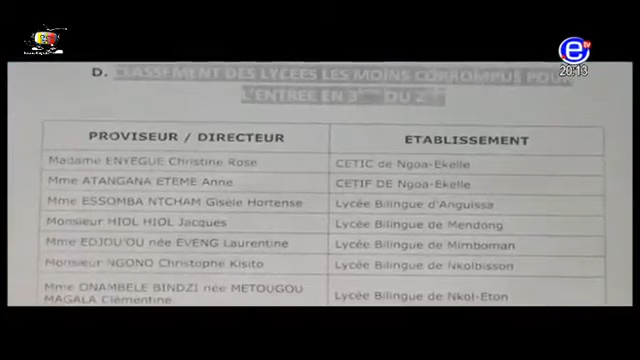 e
20:13
D. CLASSEMENT DES LYCEES LES MOINS CORROMPUS POUR
L'ENTREE EN 3ème DU 2nd
PROVISEUR / DIRECTEUR ETABLISSEMENT
Madame ENYEGUE Christine Rose CETIC de Ngoa-Ekelle
Mme ATANGANA ETEME Anne CETIF DE Ngoa-Ekelle
Mme ESSOMBA NTCHAM Gisele Hortense Lycée Bilingue d'Anguissa
Monsieur HIOL HIOL Jacques Lycée Bilingue de Mendong
Mme EDJOU'OU née EVENG Laurentine Lycée Bilingue de Mimboman
Monsieur NGONO Christophe Kisito Lycée Bilingue de Nkolbisson
Mme ONAMBELE BINDZI née METOUGOU
MAGALA Clémentine Lycée Bilingue de Nkol-Eton